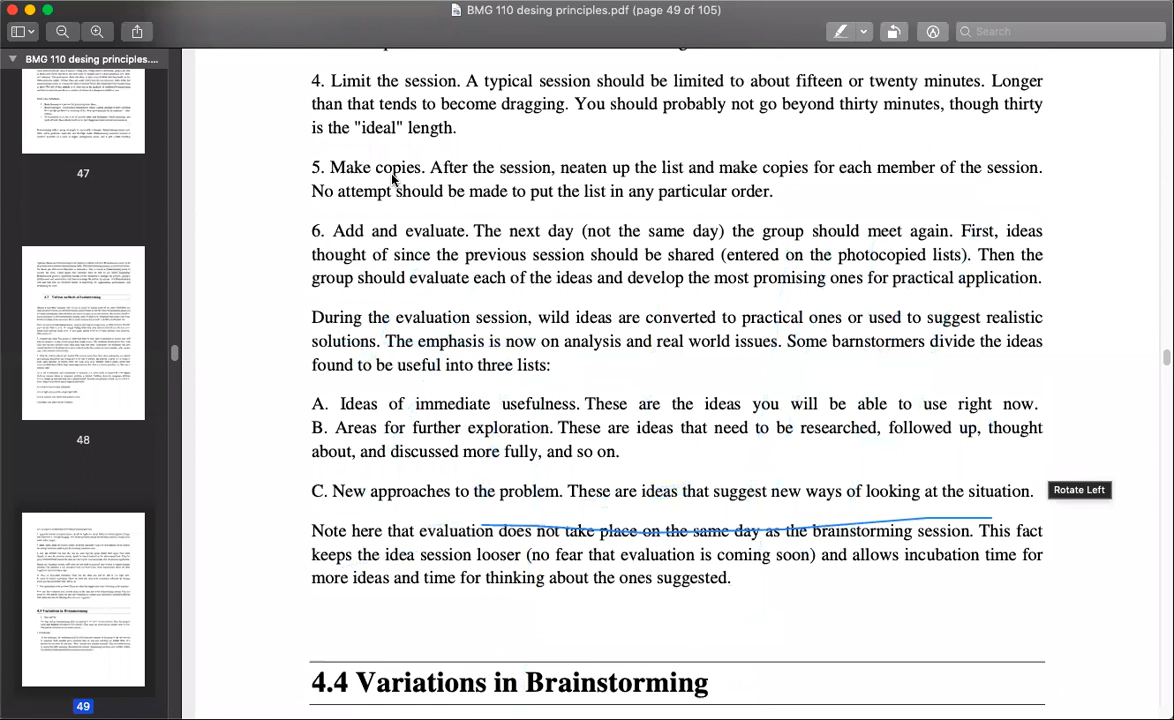 BMG 110 desing principles.pdf (page 49 of 105)
Search
BMG 110 desing principles....
47
48
49
4. Limit the session. A typical session should be limited to about fifteen or twenty minutes. Longer
than that tends to become dragging. You should probably not go beyond thirty minutes, though thirty
is the "ideal" length.
5. Make copies. After the session, neaten up the list and make copies for each member of the session.
No attempt should be made to put the list in any particular order.
6. Add and evaluate. The next day (not the same day) the group should meet again. First, ideas
thought of since the previous session should be shared (entered on the photocopied lists). Then the
group should evaluate each of the ideas and develop the most promising ones for practical application.
During the evaluation session, wild ideas are converted to practical ones or used to suggest realistic
solutions. The emphasis is now on analysis and real world issues. Some barnstormers divide the ideas
found to be useful into three lists:
A. Ideas of immediate usefulness. These are the ideas you will be able to use right now.
B. Areas for further exploration. These are ideas that need to be researched, followed up, thought
about, and discussed more fully, and so on.
C. New approaches to the problem. These are ideas that suggest new ways of looking at the situation.
Rotate Left
Note here that evaluation does not take place on the same day as the brainstorming session. This fact
keeps the idea session looser (no fear that evaluation is coming soon) and allows incubation time for
more ideas and time for thinking about the ones suggested.
4.4 Variations in Brainstorming